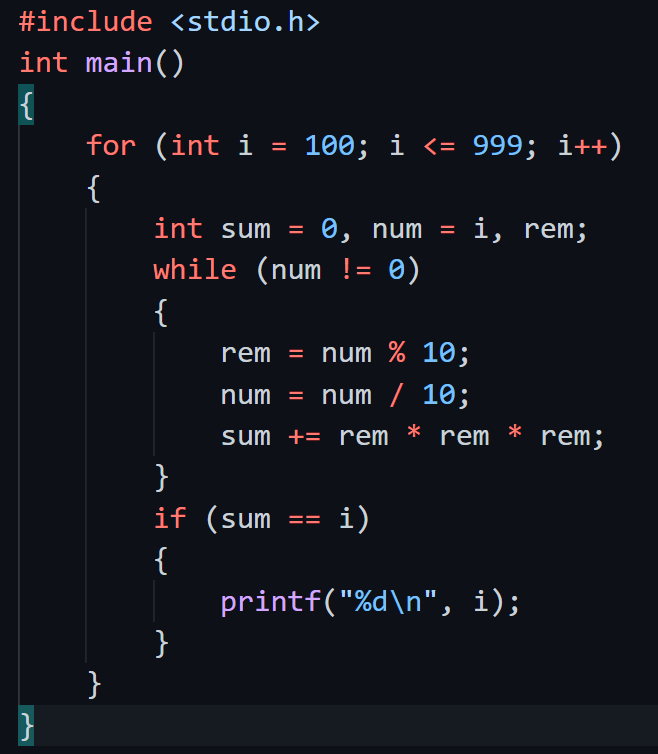 #include <stdio.h>
int main()
{
    for (int i = 100; i <= 999; i++)
    {
        int sum = 0, num = i, rem;
        while (num != 0)
        {
            rem = num % 10;
            num = num / 10;
            sum += rem * rem * rem;
        }
        if (sum == i)
        {
            printf("%d\n", i);
        }
    }
}